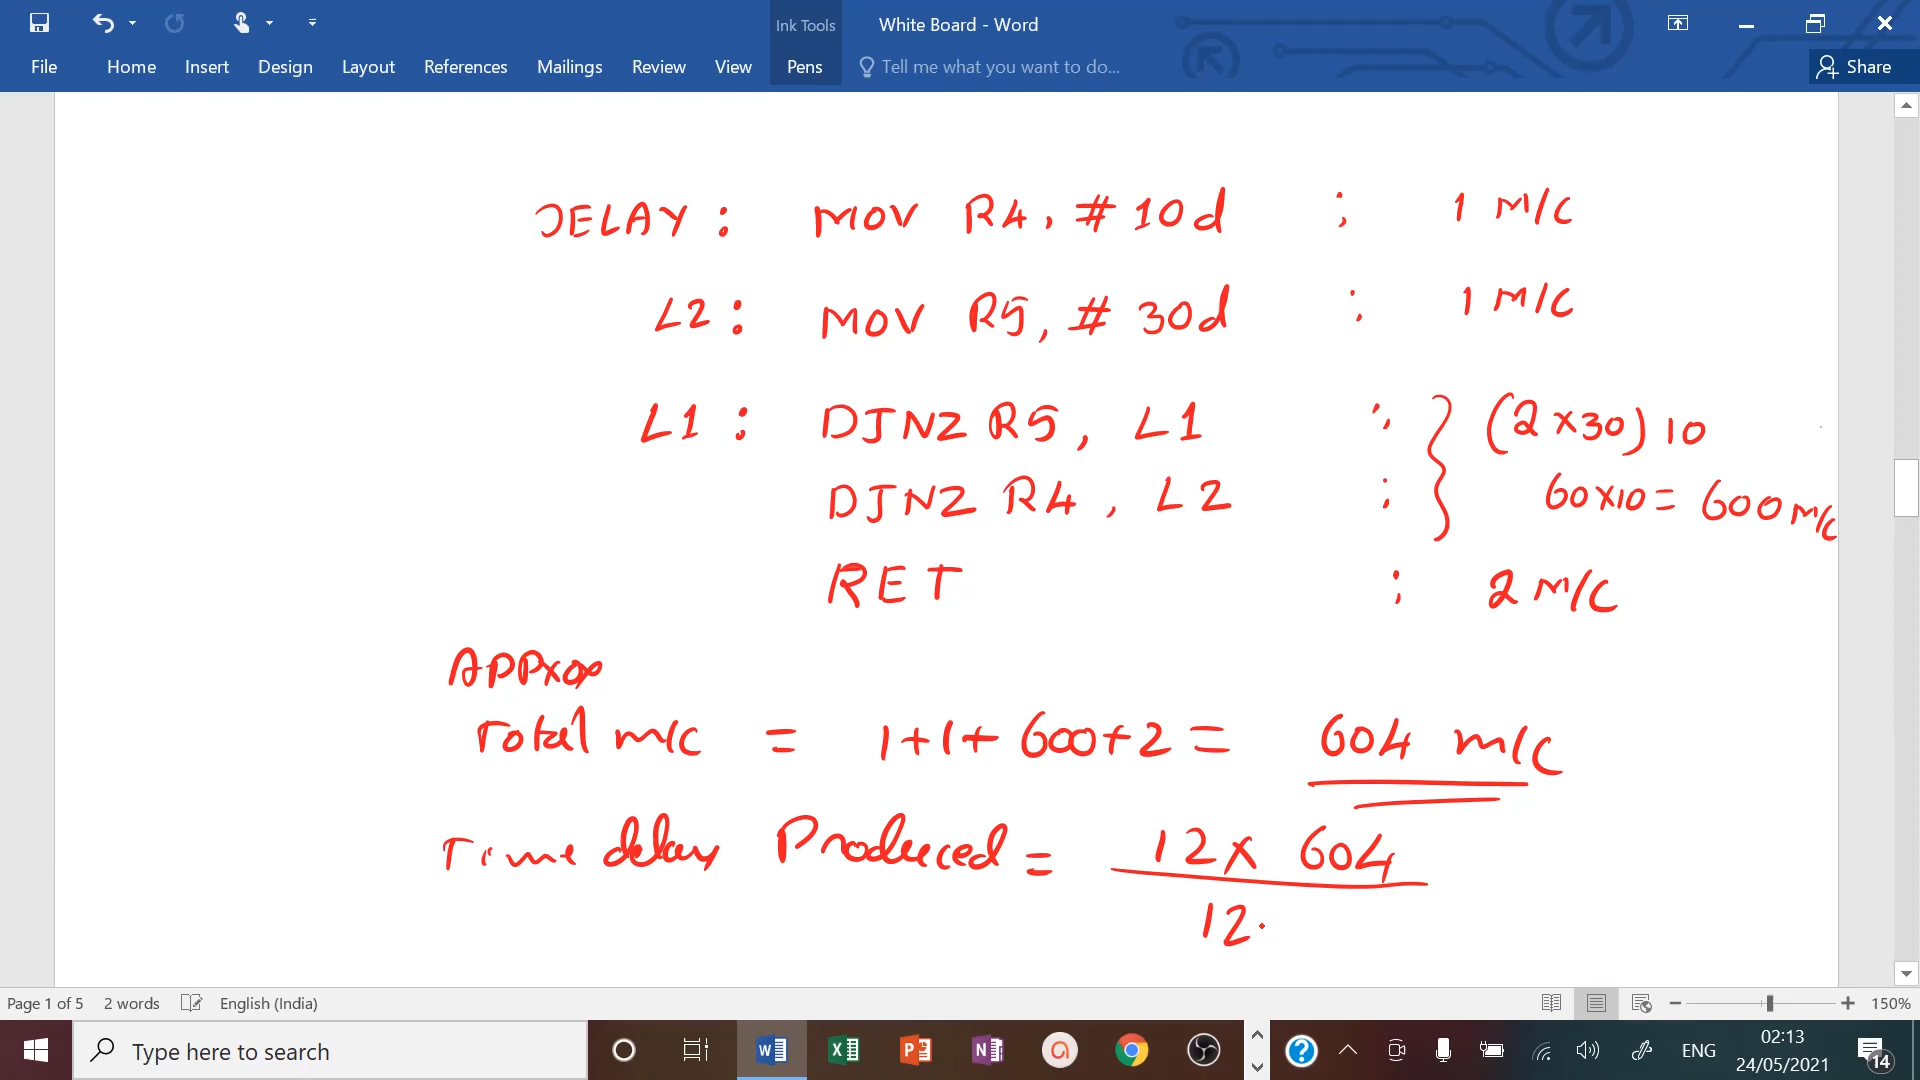 Ink Tools
White Board - Word
File Home Insert Design Layout References Mailings Review View Pens Tell me what you want to do... Share
DELAY : MOV R4, #10d ; 1 M/C
L2 : MOV R5, #30d ; 1 M/C
L1 : DJNZ R5, L1 ; (2x30) 10
DJNZ R4, L2 ; 60x10 = 600 M/C
RET ; 2 M/C
APPxox
Total m/c = 1+1+600+2 = 604 m/c
Time delay Produced = 12 x 604
12.
Page 1 of 5 2 words English (India) 150%
Type here to search
ENG
02:13
24/05/2021
14